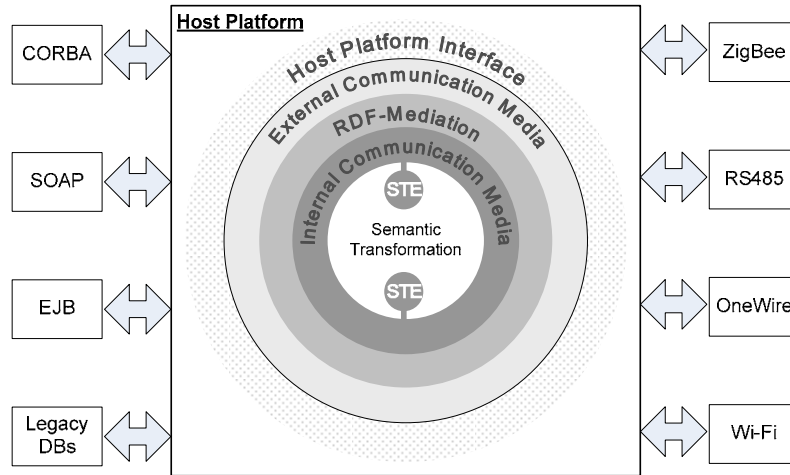 Host Platform
CORBA
SOAP
EJB
Legacy
DBs
Host Platform Interface
External Communication Media
RDF-Mediation
Internal Communication Media
STE
Semantic
Transformation
STE
ZigBee
RS485
OneWire
Wi-Fi